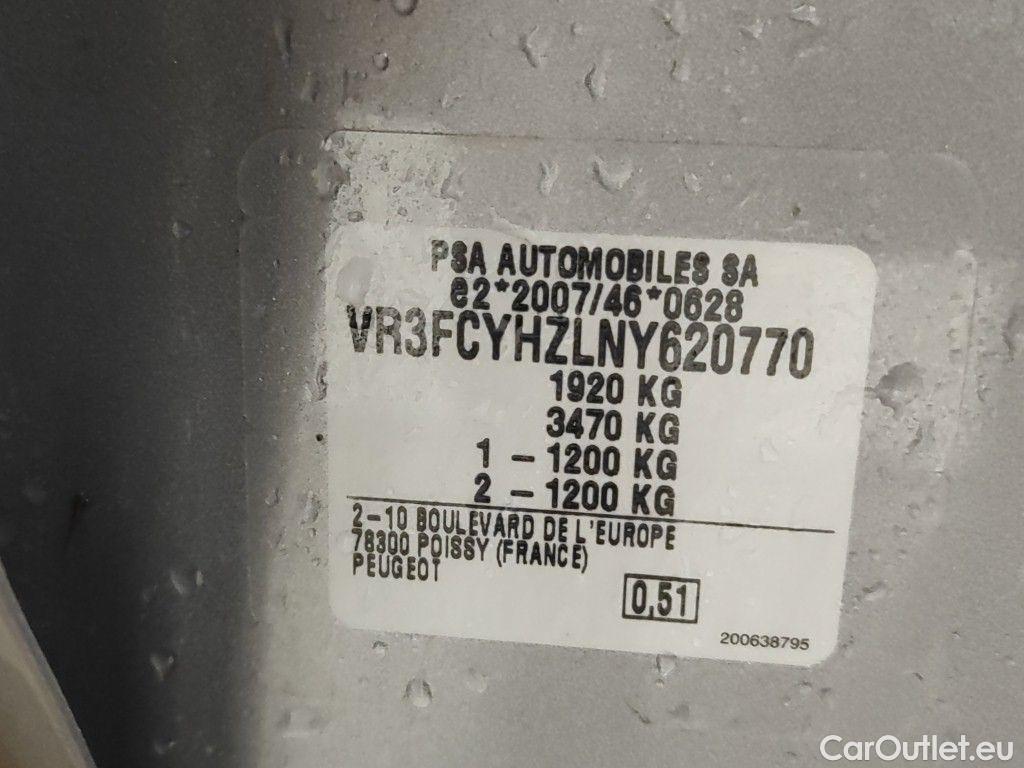 PSA AUTOMOBILES SA
e2*2007/46*0628
VR3FCYHZLNY620770
1920 KG
3470 KG
1 - 1200 KG
2 - 1200 KG
2-10 BOULEVARD DE L'EUROPE
78300 POISSY (FRANCE)
PEUGEOT
0,51
200638795
CarOutlet.eu